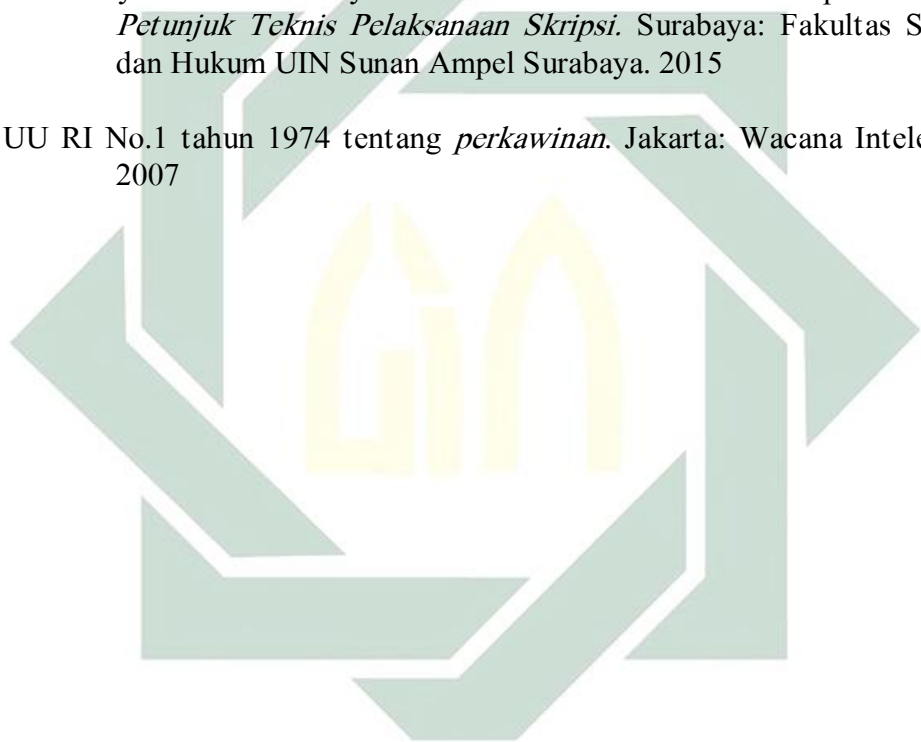 Petunjuk Teknis Pelaksanaan Skripsi. Surabaya: Fakultas
dan Hukum UIN Sunan Ampel Surabaya. 2015
UU RI No.1 tahun 1974 tentang perkawinan. Jakarta: Wacana
2007